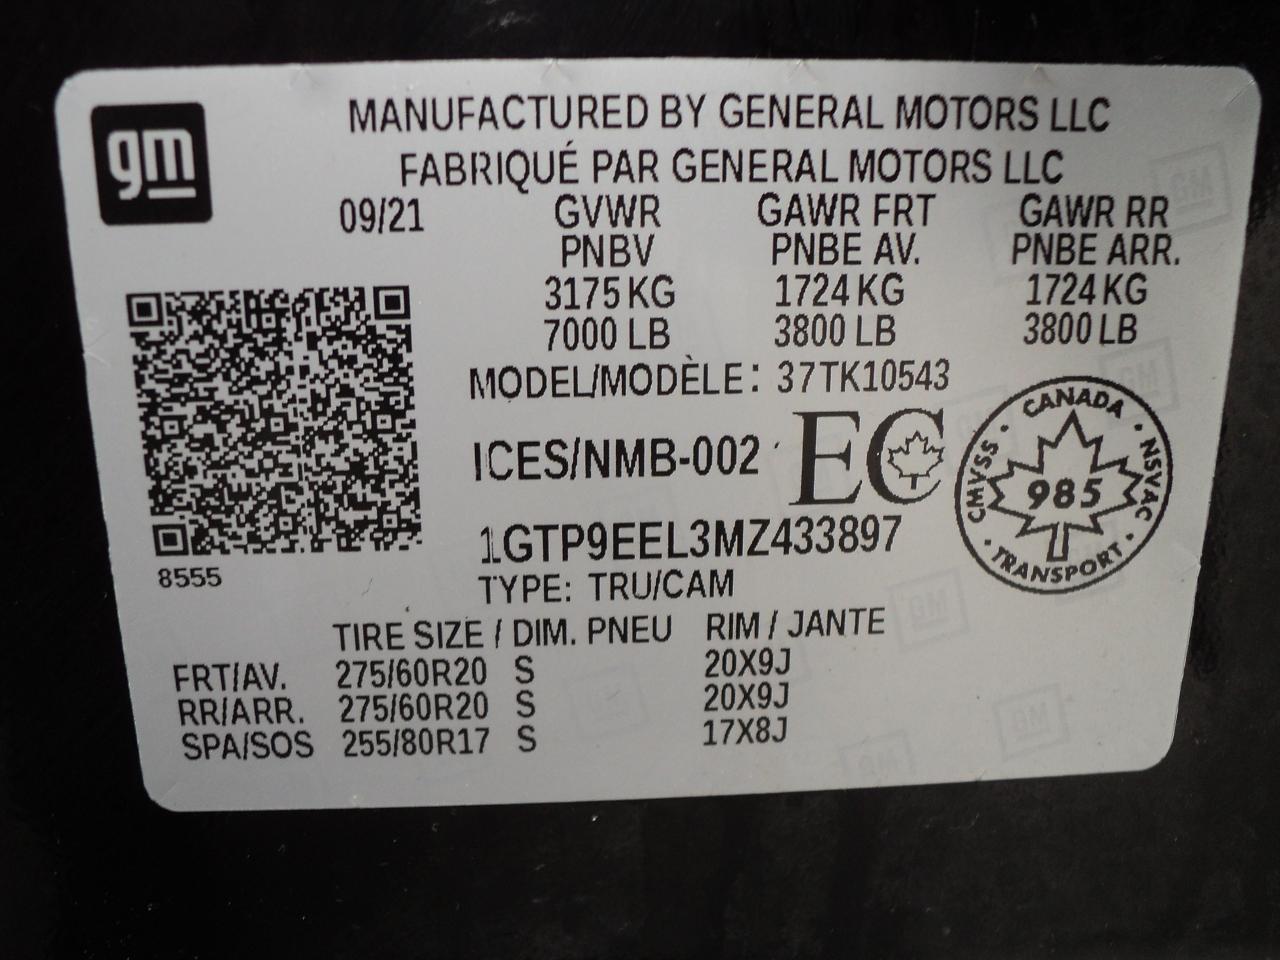 gm
MANUFACTURED BY GENERAL MOTORS LLC
FABRIQUÉ PAR GENERAL MOTORS LLC
09/21 GVWR GAWR FRT GAWR RR
PNBV PNBE AV. PNBE ARR.
3175 KG 1724 KG 1724 KG
7000 LB 3800 LB 3800 LB
MODEL/MODÈLE: 37TK10543
ICES/NMB-002 EC
CANADA
CMVSS · 985 · NSVAC
· TRANSPORT ·
1GTP9EEL3MZ433897
8555
TYPE: TRU/CAM
TIRE SIZE / DIM. PNEU RIM / JANTE
FRT/AV. 275/60R20 S 20X9J
RR/ARR. 275/60R20 S 20X9J
SPA/SOS 255/80R17 S 17X8J